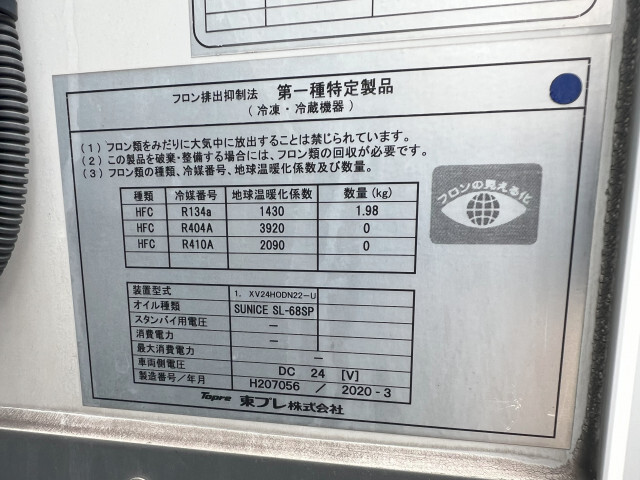 フロン排出抑制法 第一種特定製品
(冷凍・冷蔵機器)
(1) フロン類をみだりに大気中に放出することは禁じられています。
(2) この製品を破棄・整備する場合には、フロン類の回収が必要です。
(3) フロン類の種類、冷媒番号、地球温暖化係数及び数量。
種類 冷媒番号 地球温暖化係数 数量(kg)
HFC R134a 1430 1.98
HFC R404A 3920 0
HFC R410A 2090 0
フロンの見える化
装置型式 1. XV24HODN22-U
オイル種類 SUNICE SL-68SP
スタンバイ用電圧 —
消費電力 —
最大消費電力 —
車両側電圧 DC 24 [V]
製造番号/年月 H207056 / 2020-3
Topre 東プレ株式会社